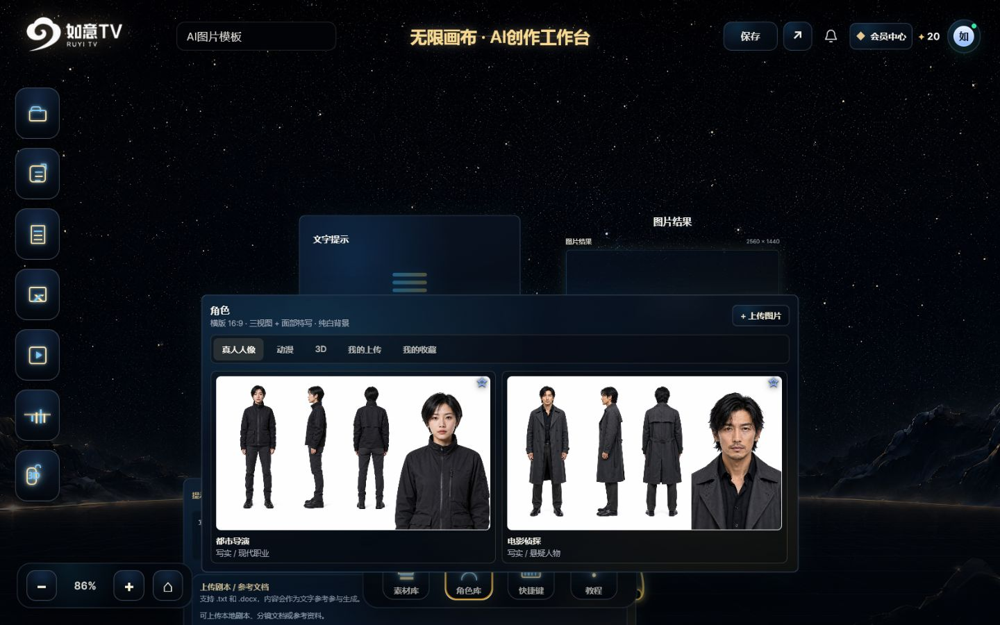 如意TV
RUYI TV
AI图片模板
无限画布 · AI创作工作台
保存
会员中心
20
如
文字提示
图片结果
图片结果
2560 × 1440
角色
横版 16:9 · 三视图 + 面部特写 · 纯白背景
+ 上传图片
真人人像
动漫
3D
我的上传
我的收藏
都市导演
写实 / 现代职业
电影侦探
写实 / 悬疑人物
3D
86%
上传剧本 / 参考文档
支持 .txt 和 .docx，内容会作为文字参考参与生成。
可上传本地剧本、分镜文档或参考资料。
素材库
角色库
快捷键
教程